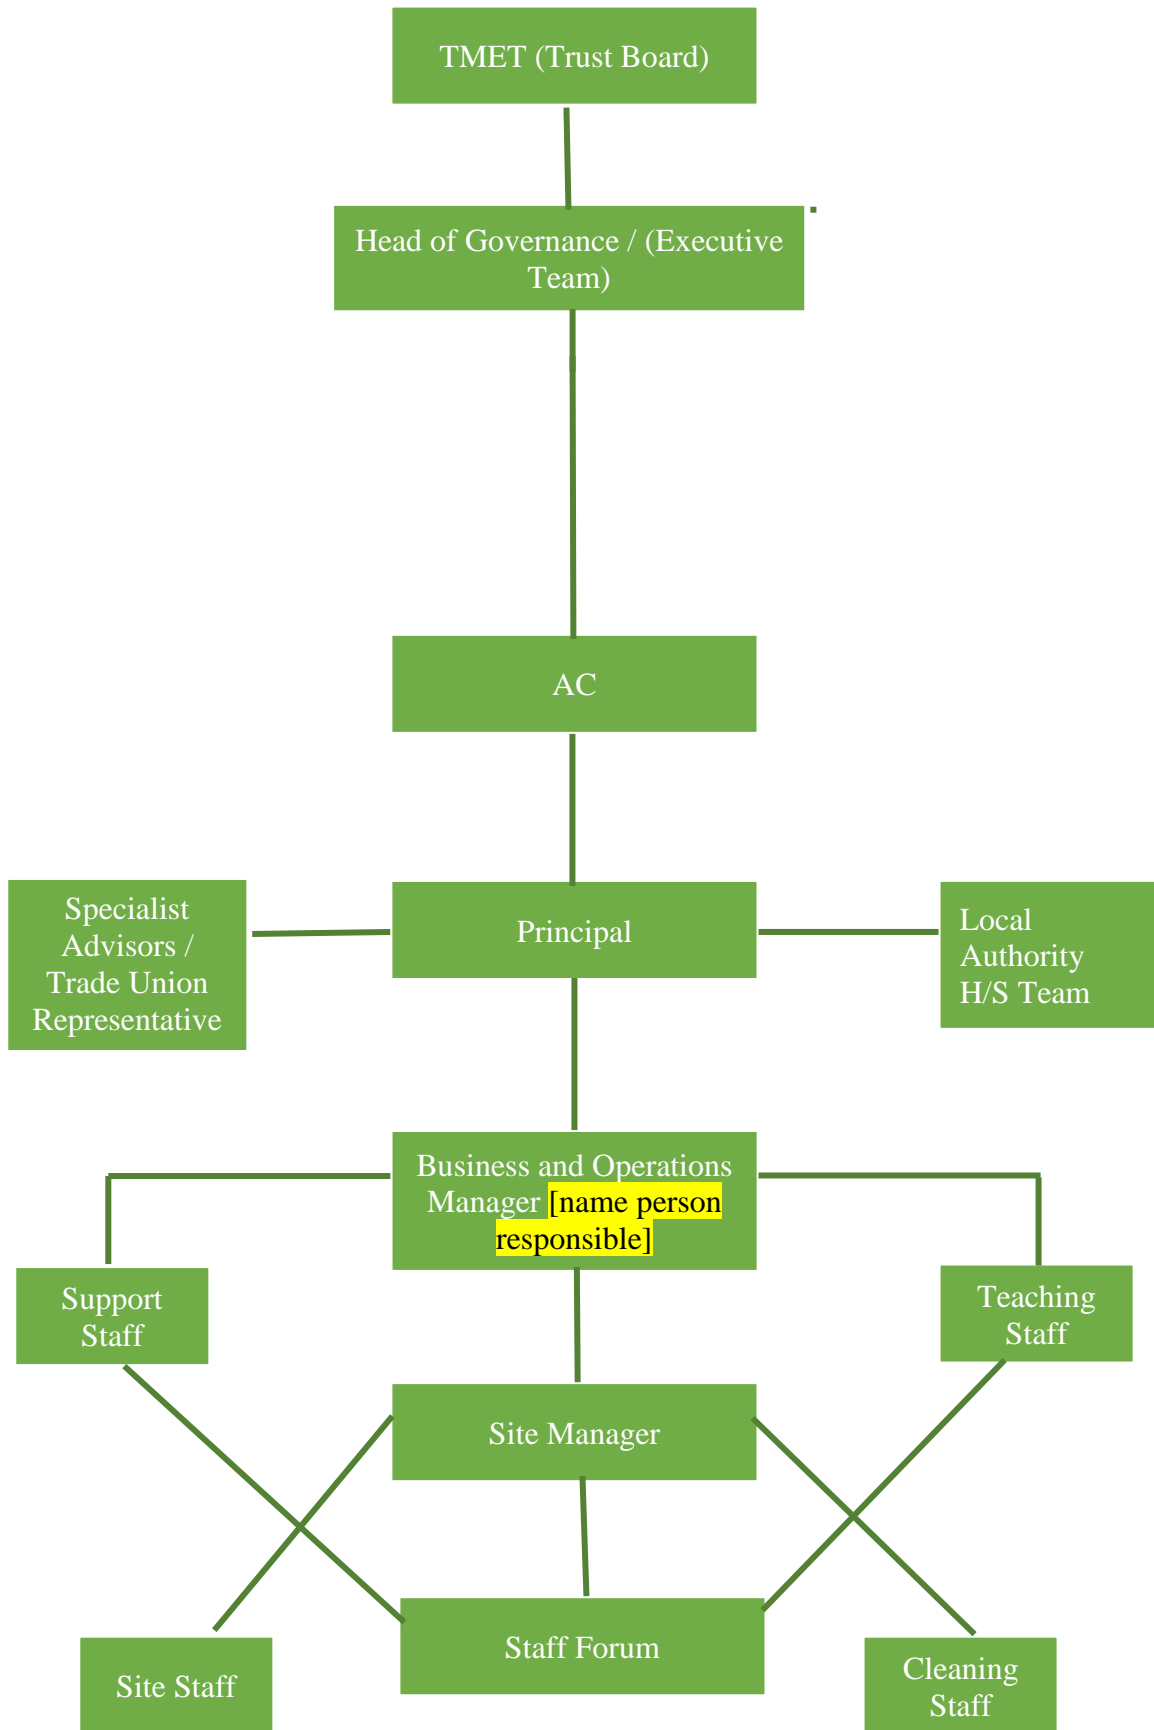 TMET (Trust Board)
Head of Governance / (Executive
Team)
AC
Specialist
Advisors /
Trade Union
Representative
Principal
Local
Authority
H/S Team
Business and Operations
Manager [name person
responsible]
Support
Staff
Teaching
Staff
Site Manager
Site Staff
Staff Forum
Cleaning
Staff